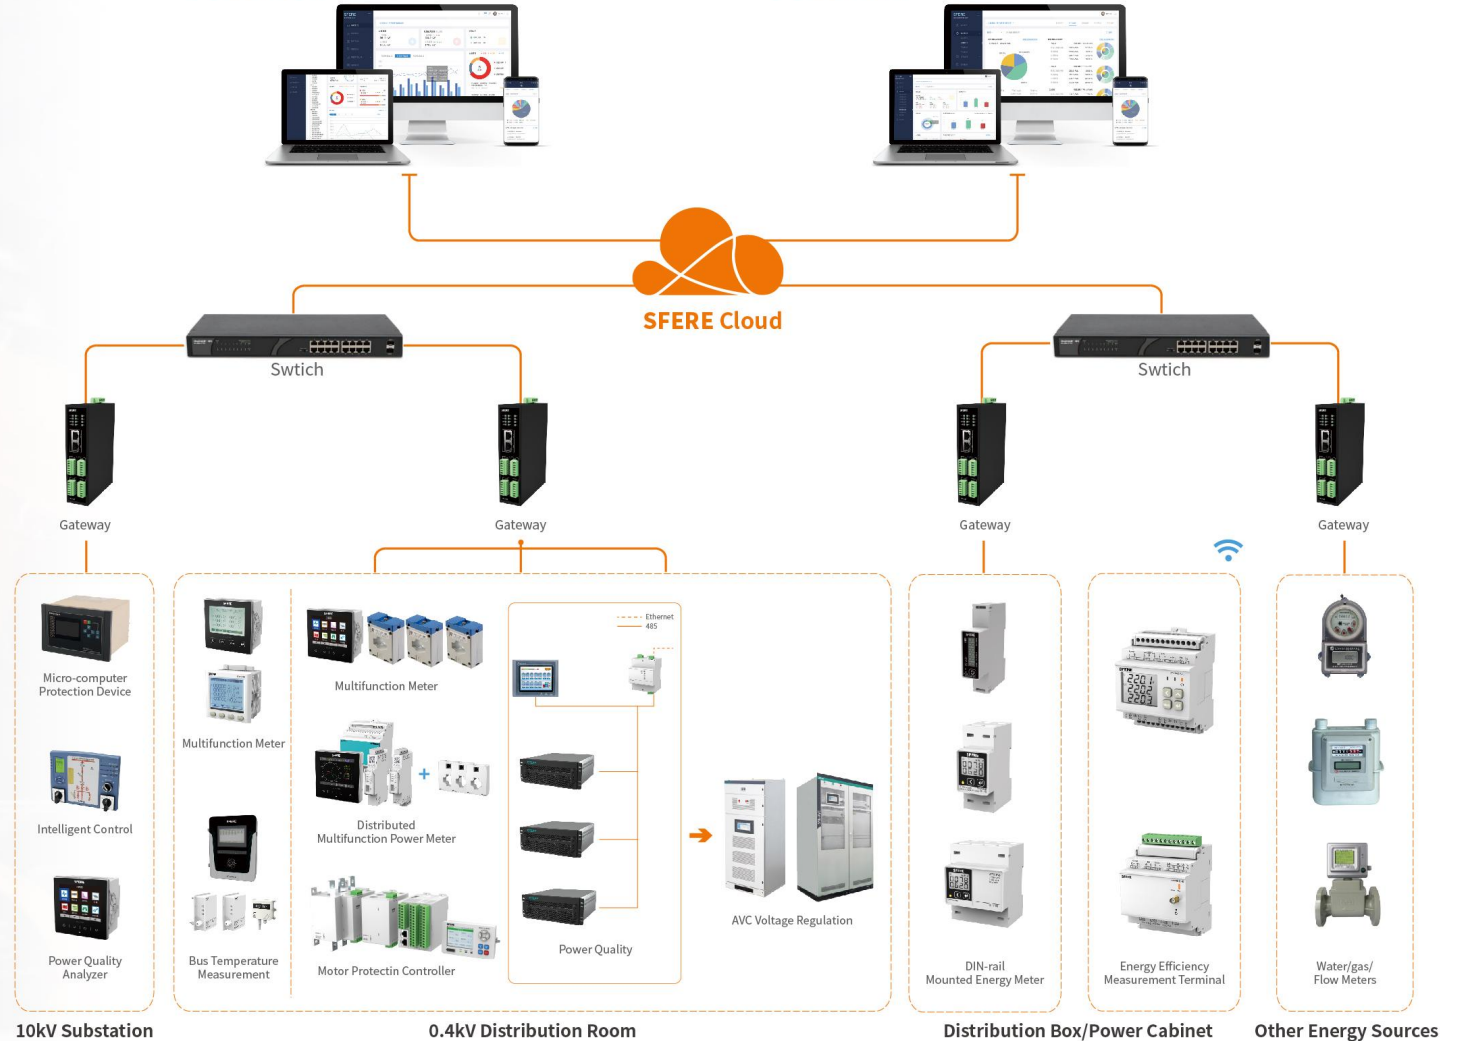 SFERE Cloud
Swtich
Swtich
Gateway
Gateway
Gateway
Gateway
Micro-computer
Protection Device
Intelligent Control
Power Quality
Analyzer
Multifunction Meter
Bus Temperature
Measurement
Multifunction Meter
Distributed
Multifunction Power Meter
+
Motor Protectin Controller
Ethernet
485
Power Quality
AVC Voltage Regulation
DIN-rail
Mounted Energy Meter
Energy Efficiency
Measurement Terminal
Water/gas/
Flow Meters
10kV Substation
0.4kV Distribution Room
Distribution Box/Power Cabinet
Other Energy Sources